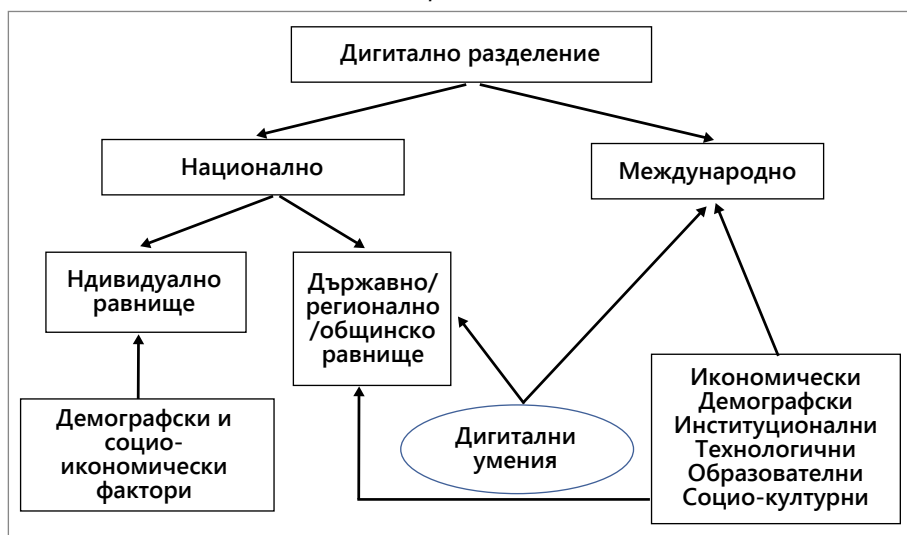 Дигитално разделение
Национално
Международно
Ндивидуално
равнище
Държавно/
регионално
/общинско
равнище
Демографски и
социо-
икономически
фактори
Дигитални
умения
Икономически
Демографски
Институционални
Технологични
Образователни
Социо-културни